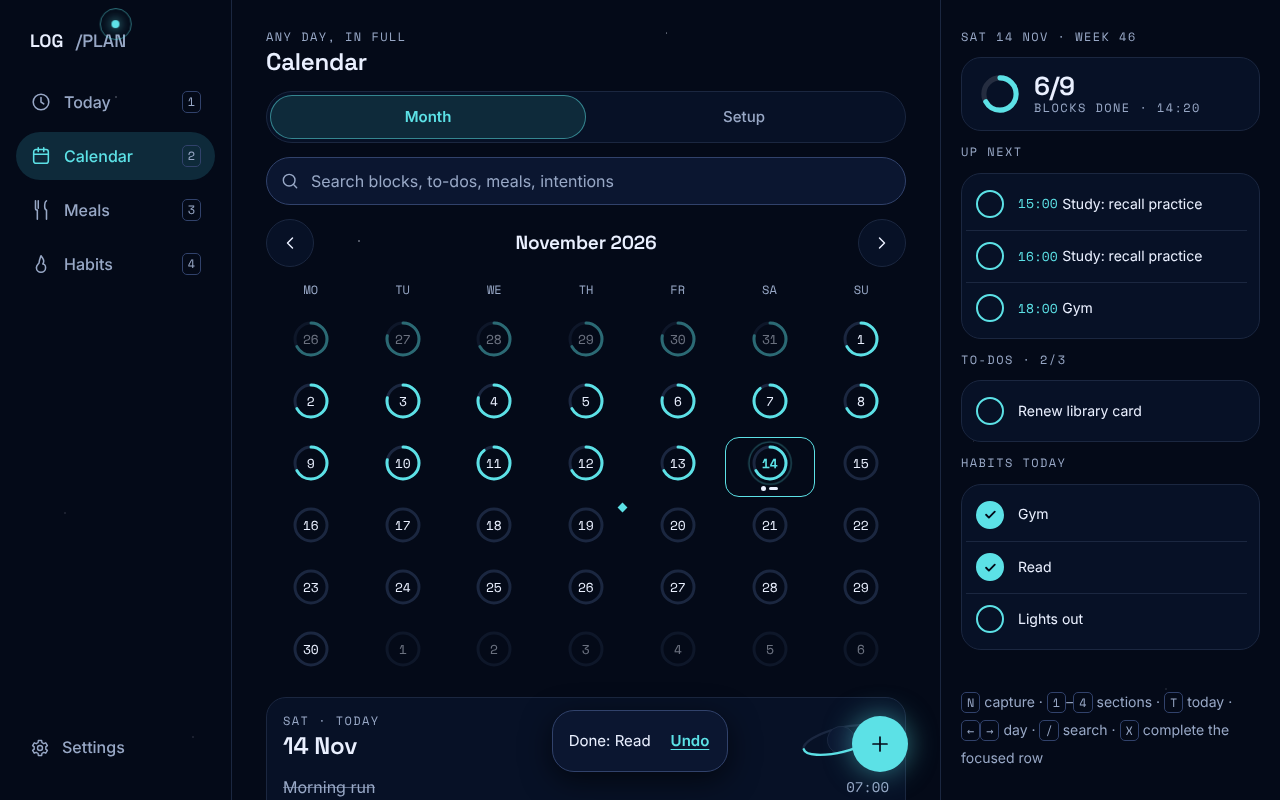 LOG /PLAN
Today 1
Calendar 2
Meals 3
Habits 4
Settings
ANY DAY, IN FULL
Calendar
Month Setup
Search blocks, to-dos, meals, intentions
November 2026
MO TU WE TH FR SA SU
26 27 28 29 30 31 1
2 3 4 5 6 7 8
9 10 11 12 13 14 15
16 17 18 19 20 21 22
23 24 25 26 27 28 29
30 1 2 3 4 5 6
SAT · TODAY
14 Nov
Morning run 07:00
Done: Read Undo
SAT 14 NOV · WEEK 46
6/9
BLOCKS DONE · 14:20
UP NEXT
15:00 Study: recall practice
16:00 Study: recall practice
18:00 Gym
TO-DOS · 2/3
Renew library card
HABITS TODAY
Gym
Read
Lights out
N capture · 1–4 sections · T today ·
← → day · / search · X complete the
focused row